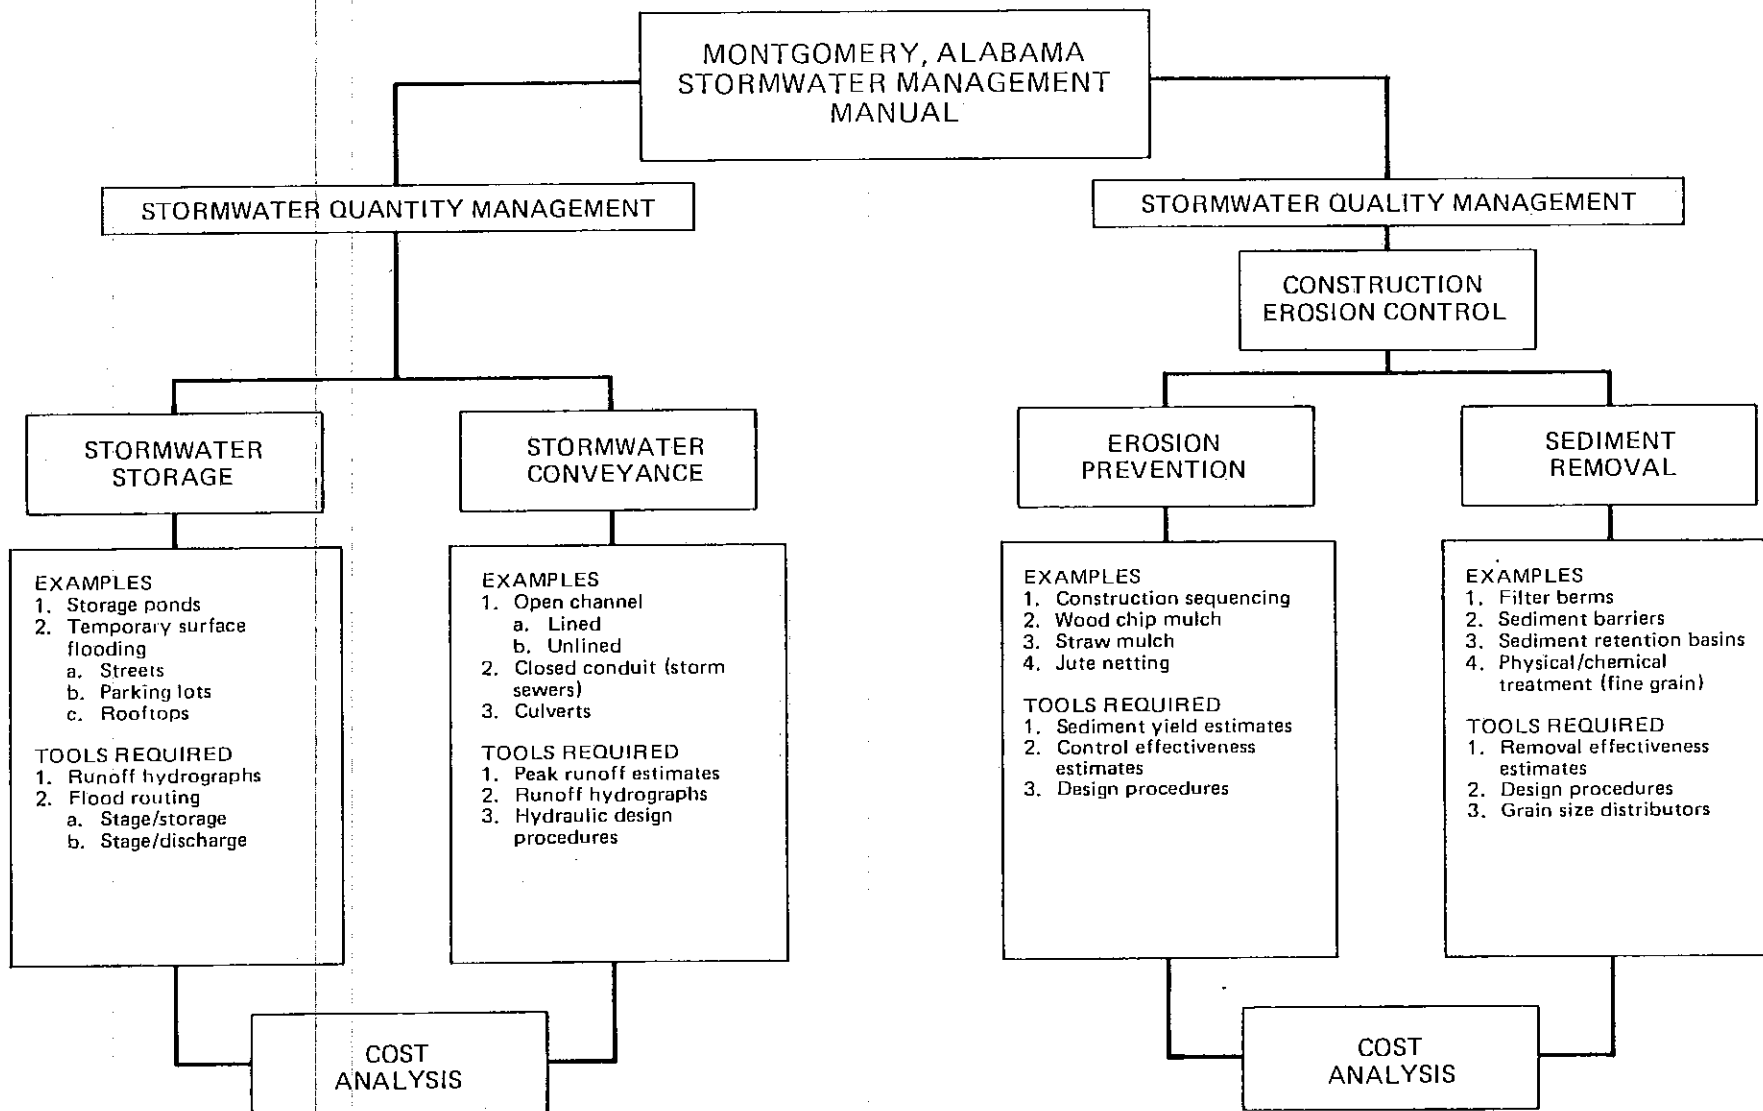 MONTGOMERY, ALABAMA
STORMWATER MANAGEMENT
MANUAL
STORMWATER QUANTITY MANAGEMENT
STORMWATER QUALITY MANAGEMENT
CONSTRUCTION
EROSION CONTROL
STORMWATER
STORAGE
STORMWATER
CONVEYANCE
EROSION
PREVENTION
SEDIMENT
REMOVAL
EXAMPLES
1. Storage ponds
2. Temporary surface
flooding
a. Streets
b. Parking lots
c. Rooftops
TOOLS REQUIRED
1. Runoff hydrographs
2. Flood routing
a. Stage/storage
b. Stage/discharge
EXAMPLES
1. Open channel
a. Lined
b. Unlined
2. Closed conduit (storm
sewers)
3. Culverts
TOOLS REQUIRED
1. Peak runoff estimates
2. Runoff hydrographs
3. Hydraulic design
procedures
EXAMPLES
1. Construction sequencing
2. Wood chip mulch
3. Straw mulch
4. Jute netting
TOOLS REQUIRED
1. Sediment yield estimates
2. Control effectiveness
estimates
3. Design procedures
EXAMPLES
1. Filter berms
2. Sediment barriers
3. Sediment retention basins
4. Physical/chemical
treatment (fine grain)
TOOLS REQUIRED
1. Removal effectiveness
estimates
2. Design procedures
3. Grain size distributors
COST
ANALYSIS
COST
ANALYSIS